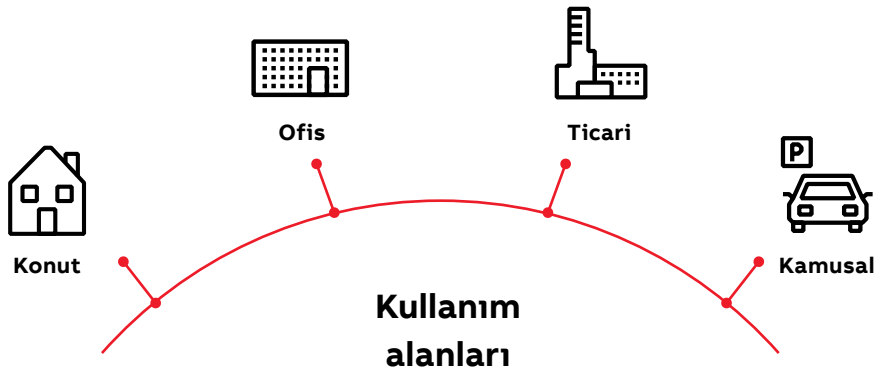 Ofis
Ticari
P
Konut
Kamusal
Kullanım
alanları